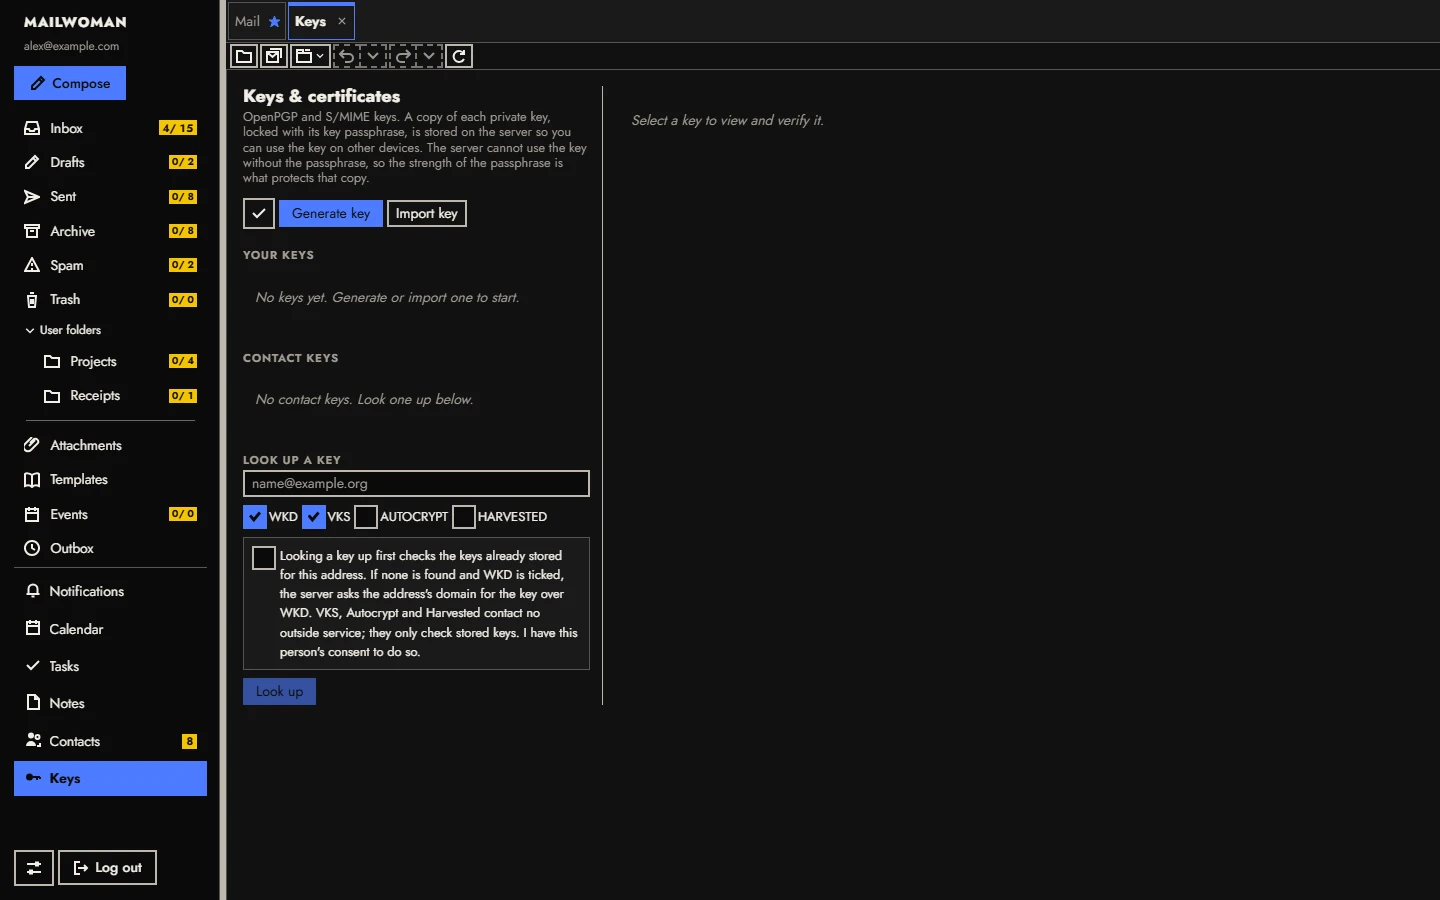 MAILWOMAN
alex@example.com
Compose
Inbox 4/ 15
Drafts 0/ 2
Sent 0/ 8
Archive 0/ 8
Spam 0/ 2
Trash 0/ 0
User folders
Projects 0/ 4
Receipts 0/ 1
Attachments
Templates
Events 0/ 0
Outbox
Notifications
Calendar
Tasks
Notes
Contacts 8
Keys
Log out
Mail
Keys
Keys & certificates
OpenPGP and S/MIME keys. A copy of each private key,
locked with its key passphrase, is stored on the server so you
can use the key on other devices. The server cannot use the key
without the passphrase, so the strength of the passphrase is
what protects that copy.
Generate key Import key
YOUR KEYS
No keys yet. Generate or import one to start.
CONTACT KEYS
No contact keys. Look one up below.
LOOK UP A KEY
name@example.org
WKD VKS AUTOCRYPT HARVESTED
Looking a key up first checks the keys already stored
for this address. If none is found and WKD is ticked,
the server asks the address's domain for the key over
WKD. VKS, Autocrypt and Harvested contact no
outside service; they only check stored keys. I have this
person's consent to do so.
Look up
Select a key to view and verify it.